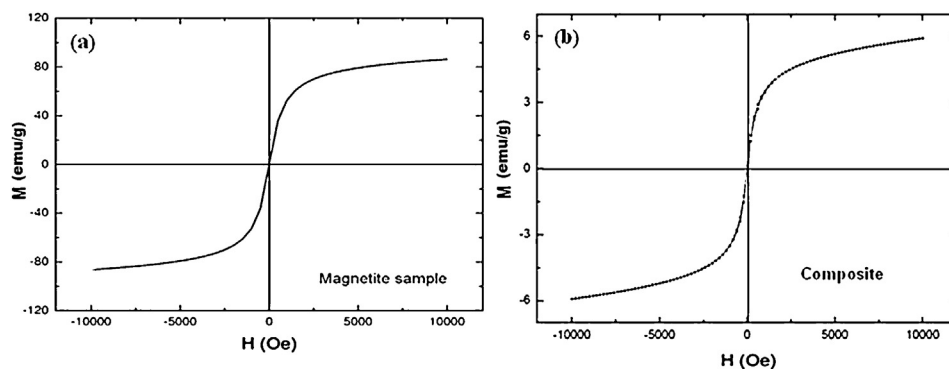 (a)
M (emu/g)
120
80
40
0
-40
-80
-120
Magnetite sample
-10000 -5000 0 5000 10000
H (Oe)
(b)
M (emu/g)
6
3
0
-3
-6
Composite
-10000 -5000 0 5000 10000
H (Oe)